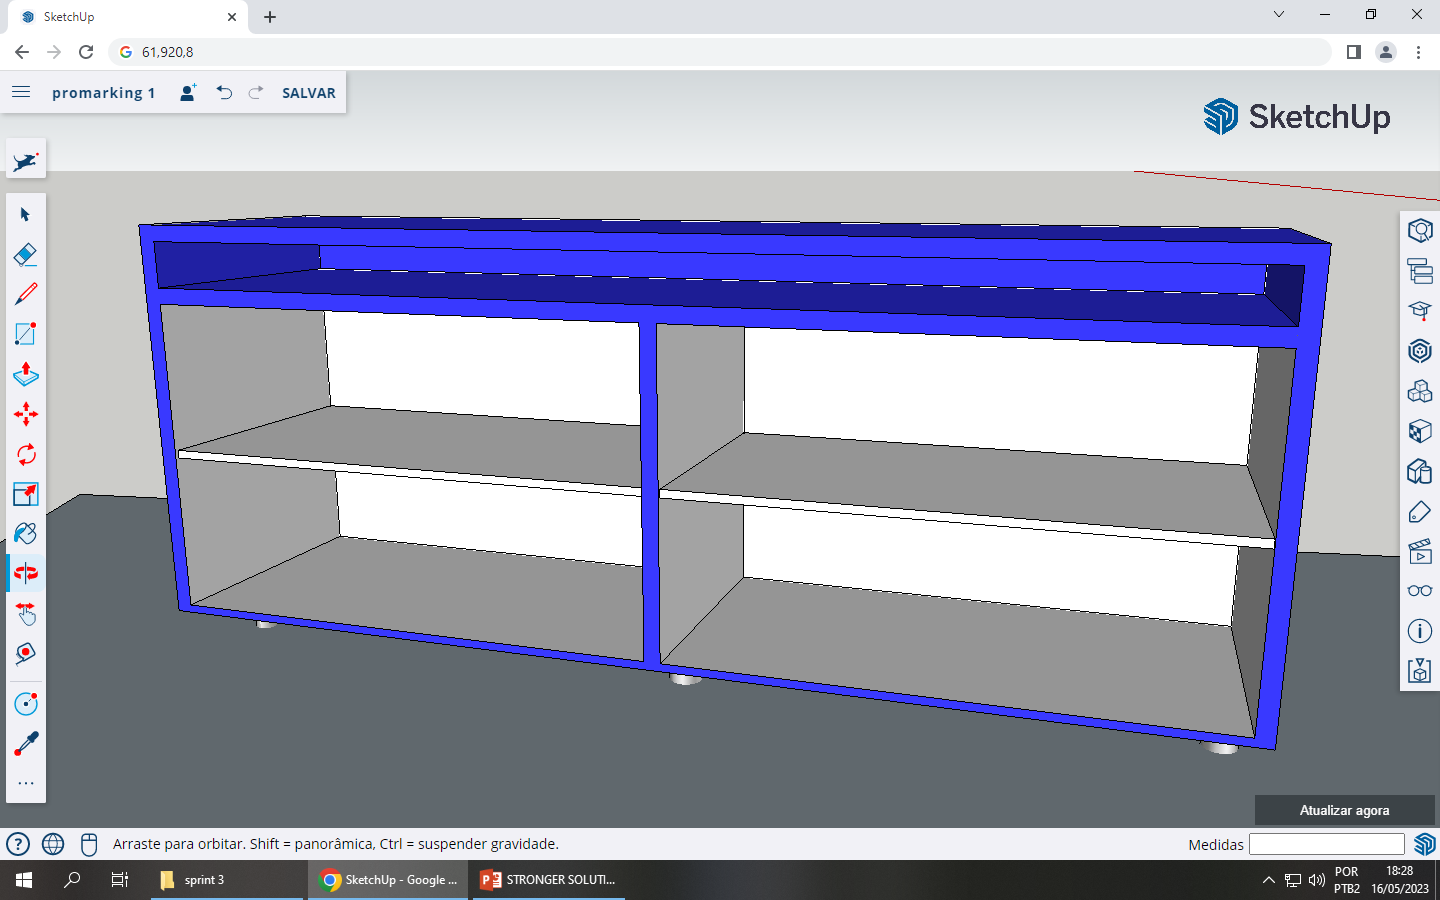 SketchUp
61,920,8
promarking 1
SALVAR
SketchUp
Atualizar agora
Arraste para orbitar. Shift = panorâmica, Ctrl = suspender gravidade.
Medidas
sprint 3
SketchUp - Google ...
STRONGER SOLUTI...
POR
PTB2
18:28
16/05/2023